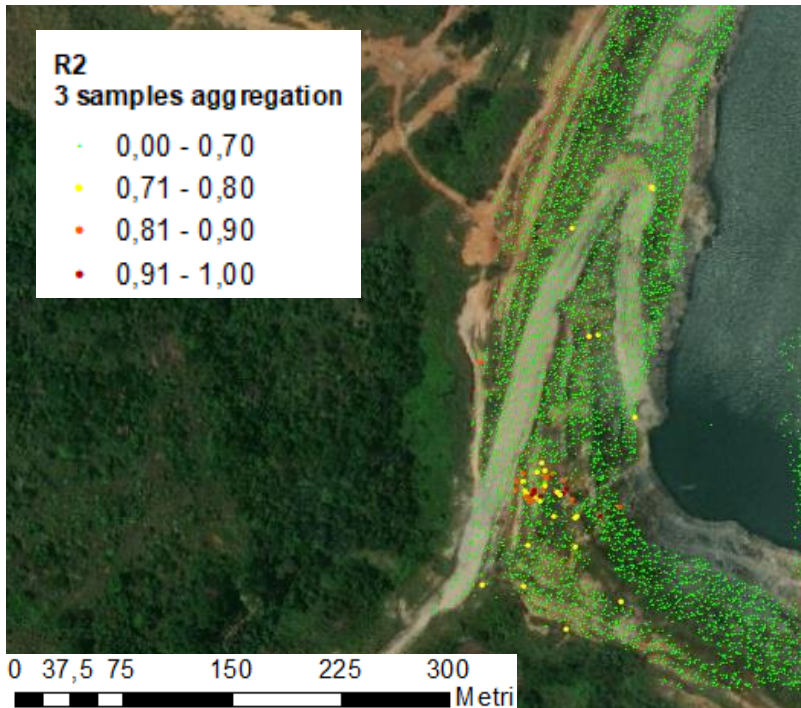 R2
3 samples aggregation
0,00 - 0,70
0,71 - 0,80
0,81 - 0,90
0,91 - 1,00
0 37,5 75 150 225 300
Metri